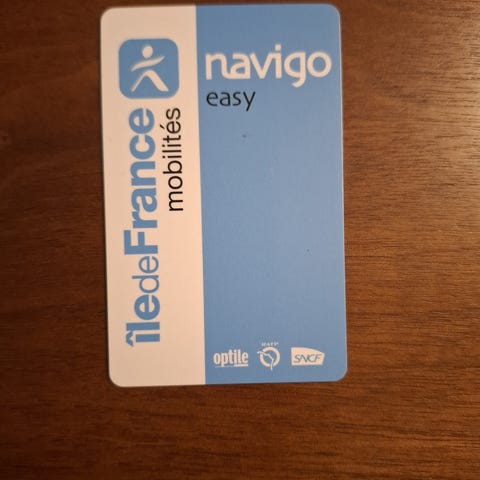 îledeFrance
mobilités
navigo
easy
optile
RATP
SNCF